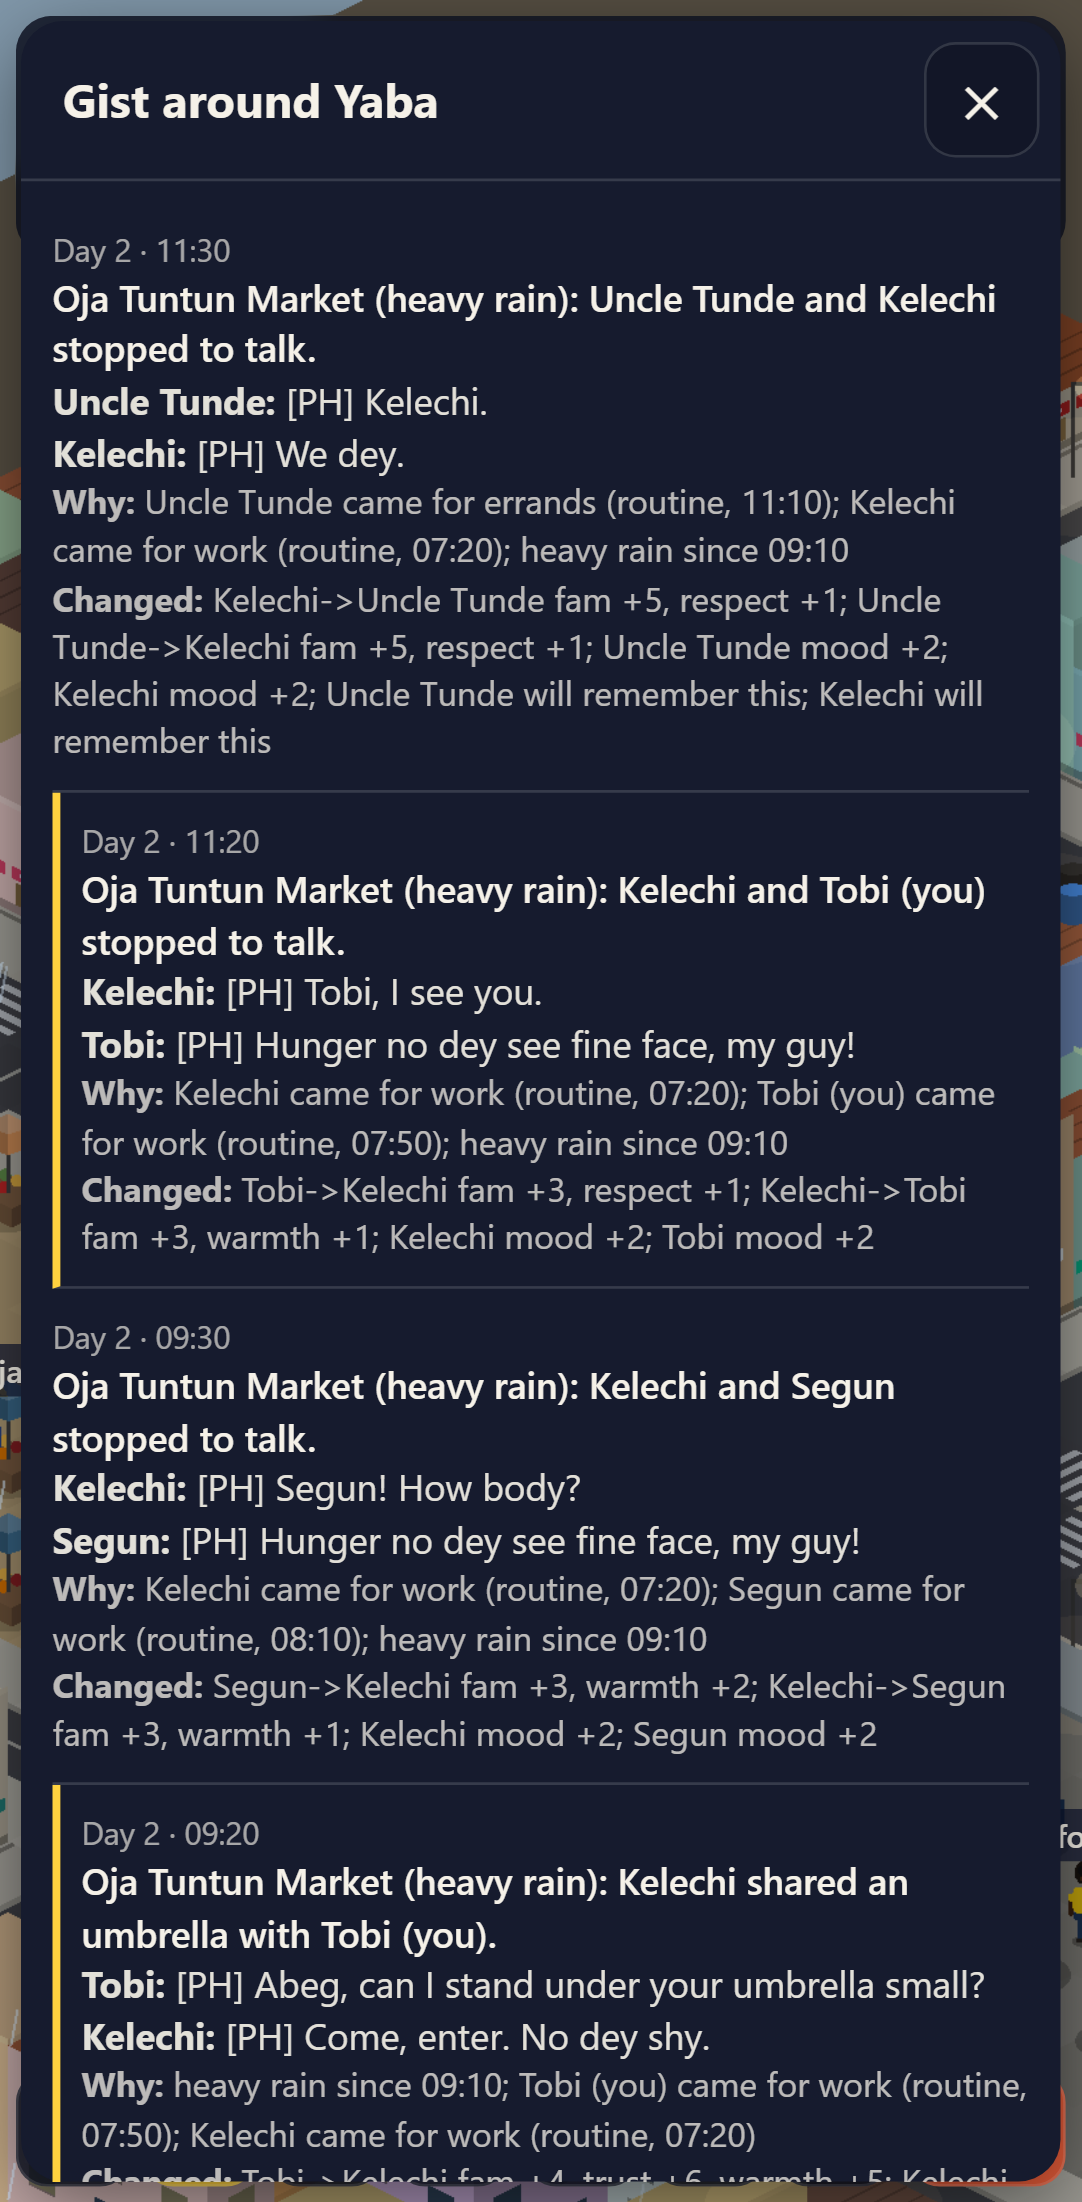 Gist around Yaba
Day 2 · 11:30
Oja Tuntun Market (heavy rain): Uncle Tunde and Kelechi
stopped to talk.
Uncle Tunde: [PH] Kelechi.
Kelechi: [PH] We dey.
Why: Uncle Tunde came for errands (routine, 11:10); Kelechi
came for work (routine, 07:20); heavy rain since 09:10
Changed: Kelechi->Uncle Tunde fam +5, respect +1; Uncle
Tunde->Kelechi fam +5, respect +1; Uncle Tunde mood +2;
Kelechi mood +2; Uncle Tunde will remember this; Kelechi will
remember this
Day 2 · 11:20
Oja Tuntun Market (heavy rain): Kelechi and Tobi (you)
stopped to talk.
Kelechi: [PH] Tobi, I see you.
Tobi: [PH] Hunger no dey see fine face, my guy!
Why: Kelechi came for work (routine, 07:20); Tobi (you) came
for work (routine, 07:50); heavy rain since 09:10
Changed: Tobi->Kelechi fam +3, respect +1; Kelechi->Tobi
fam +3, warmth +1; Kelechi mood +2; Tobi mood +2
Day 2 · 09:30
Oja Tuntun Market (heavy rain): Kelechi and Segun
stopped to talk.
Kelechi: [PH] Segun! How body?
Segun: [PH] Hunger no dey see fine face, my guy!
Why: Kelechi came for work (routine, 07:20); Segun came for
work (routine, 08:10); heavy rain since 09:10
Changed: Segun->Kelechi fam +3, warmth +2; Kelechi->Segun
fam +3, warmth +1; Kelechi mood +2; Segun mood +2
Day 2 · 09:20
Oja Tuntun Market (heavy rain): Kelechi shared an
umbrella with Tobi (you).
Tobi: [PH] Abeg, can I stand under your umbrella small?
Kelechi: [PH] Come, enter. No dey shy.
Why: heavy rain since 09:10; Tobi (you) came for work (routine,
07:50); Kelechi came for work (routine, 07:20)
Changed: Tobi->Kelechi fam +4, trust +6, warmth +5; Kelechi